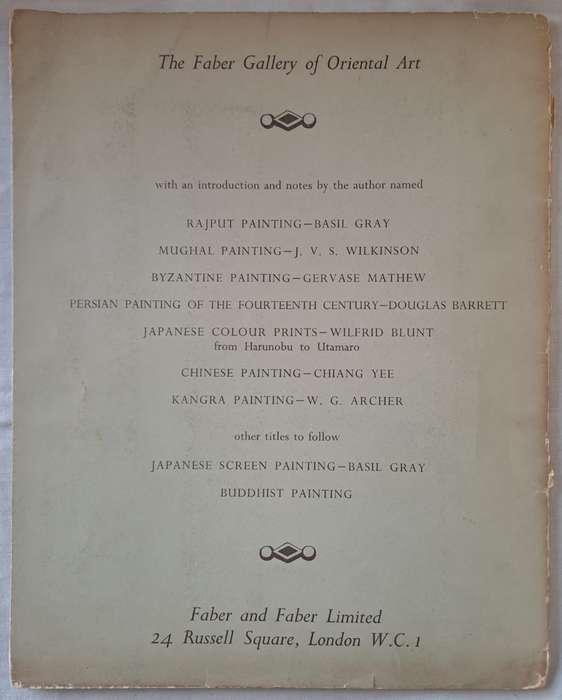 The Faber Gallery of Oriental Art
with an introduction and notes by the author named
RAJPUT PAINTING—BASIL GRAY
MUGHAL PAINTING—J. V. S. WILKINSON
BYZANTINE PAINTING—GERVASE MATHEW
PERSIAN PAINTING OF THE FOURTEENTH CENTURY—DOUGLAS BARRETT
JAPANESE COLOUR PRINTS—WILFRID BLUNT
from Harunobu to Utamaro
CHINESE PAINTING—CHIANG YEE
KANGRA PAINTING—W. G. ARCHER
other titles to follow
JAPANESE SCREEN PAINTING—BASIL GRAY
BUDDHIST PAINTING
Faber and Faber Limited
24 Russell Square, London W.C.1